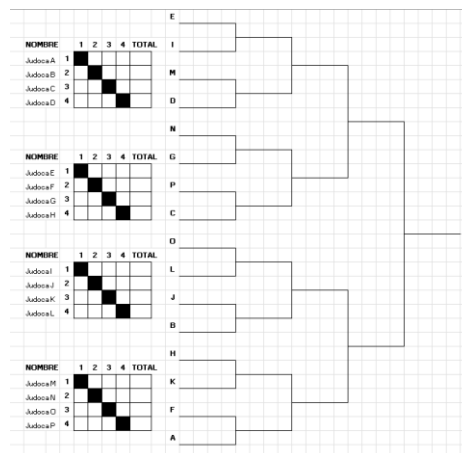 E
NOMBRE 1 2 3 4 TOTAL I
Judoca A 1
Judoca B 2 M
Judoca C 3
Judoca D 4 D
N
NOMBRE 1 2 3 4 TOTAL G
Judoca E 1
Judoca F 2 P
Judoca G 3
Judoca H 4 C
O
NOMBRE 1 2 3 4 TOTAL
Judoca I 1 L
Judoca J 2
Judoca K 3 J
Judoca L 4
B
H
NOMBRE 1 2 3 4 TOTAL
Judoca M 1 K
Judoca N 2
Judoca O 3 F
Judoca P 4
A